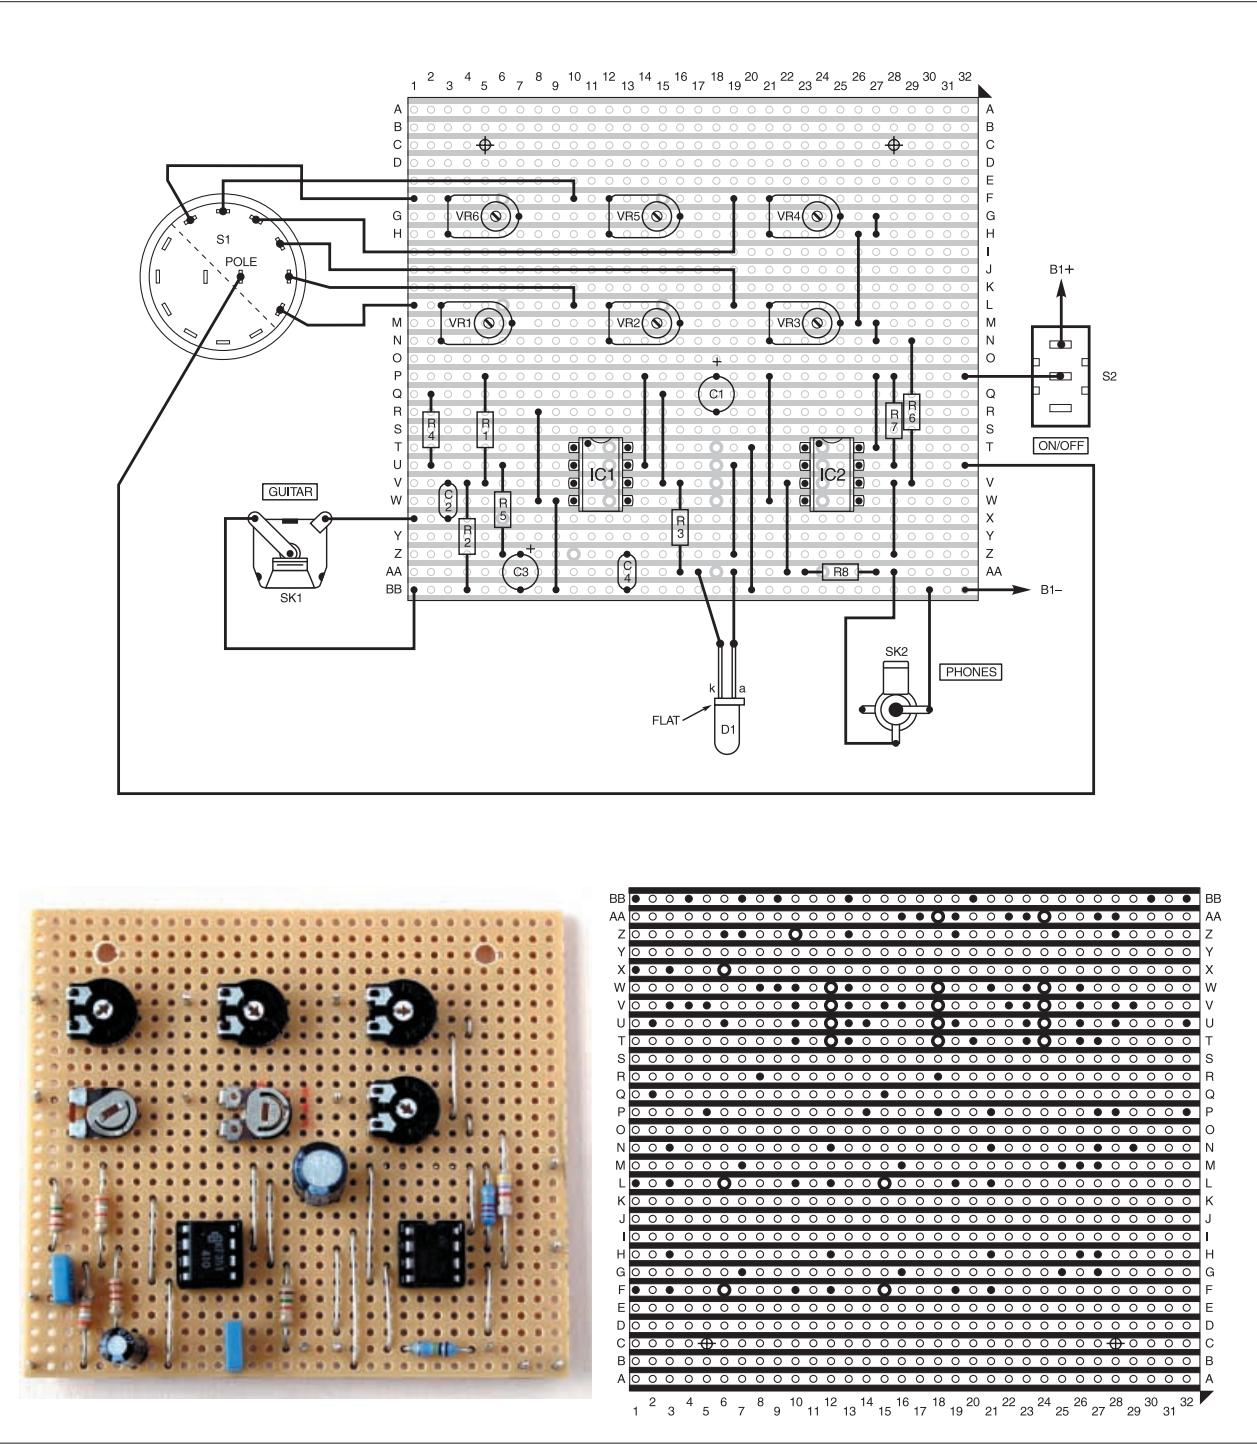 1 2 3 4 5 6 7 8 9 10 11 12 13 14 15 16 17 18 19 20 21 22 23 24 25 26 27 28 29 30 31 32
A A
B B
C C
D D
E E
F F
G G
H H
I
J
K
L
M M
N N
O O
P P
Q Q
R R
S S
T T
U
V V
W W
X X
Y Y
Z Z
AA AA
BB
VR6 VR5 VR4
S1
POLE
B1+
VR1 VR2 VR3
+
C1
S2
ON/OFF
R4
R1
R7
R6
IC1
IC2
GUITAR
C2
R2
R5
R3
+
C3
C4
R8
SK1
B1–
SK2
PHONES
k a
FLAT
D1
BB BB
AA AA
Z Z
Y Y
X X
W W
V V
U U
T T
S S
R R
Q Q
P P
O O
N N
M M
L L
K K
J J
I I
H H
G G
F F
E E
D D
C C
B B
A A
1 2 3 4 5 6 7 8 9 10 11 12 13 14 15 16 17 18 19 20 21 22 23 24 25 26 27 28 29 30 31 32